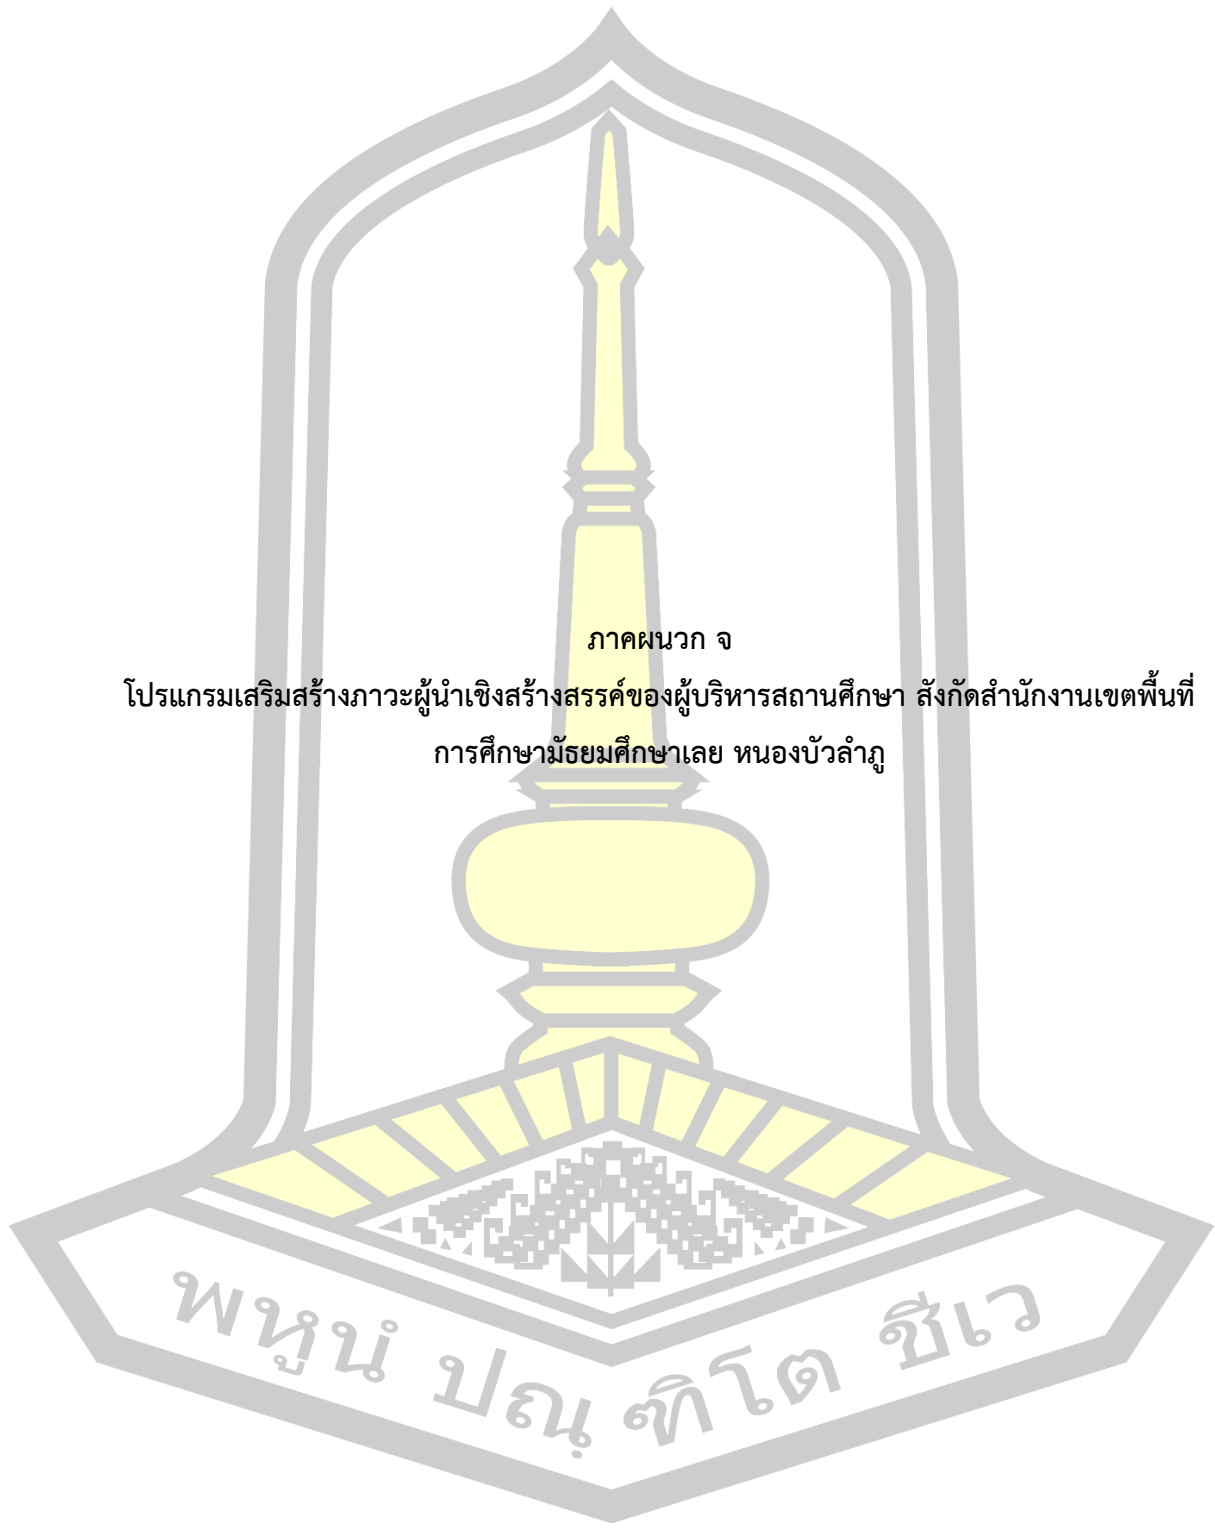 ภาคผนวก จ
โปรแกรมเสริมสร้างภาวะผู้นำเชิงสร้างสรรค์ของผู้บริหารสถานศึกษา สังกัดสำนักงานเขตพื้นที่
การศึกษามัธยมศึกษาเลย หนองบัวลำภู
พหูนํ ปณฺ ฑิโต ชีเว